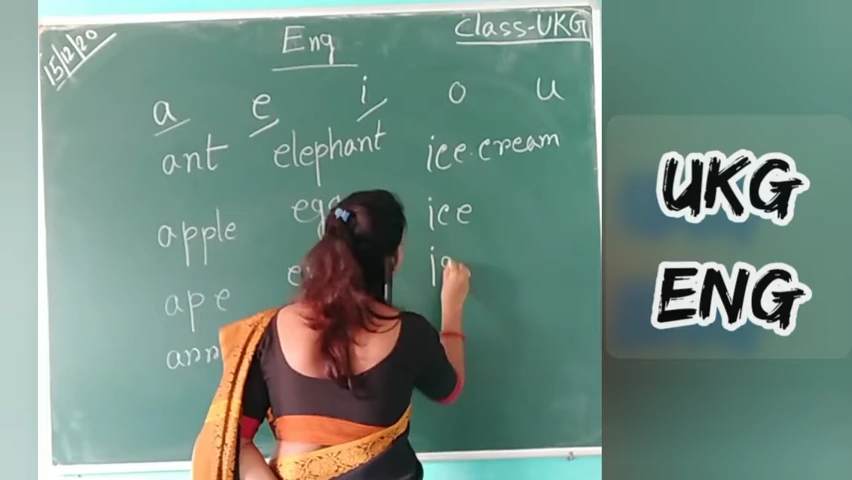 15/12/20
Eng
Class-UKG
a e i o u
ant elephant ice.cream
apple ice
ape
UKG
ENG